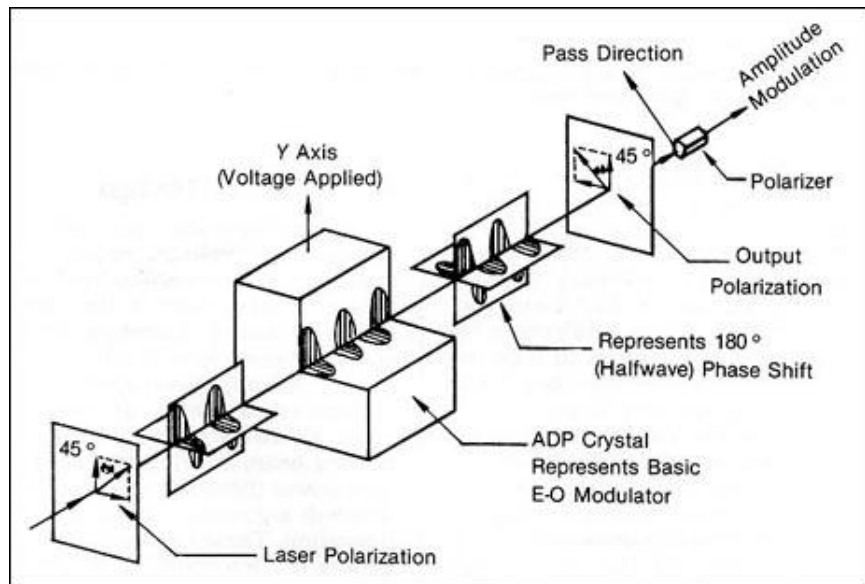 Pass Direction
Amplitude
Modulation
Y Axis
(Voltage Applied)
45 °
Polarizer
Output
Polarization
Represents 180 °
(Halfwave) Phase Shift
ADP Crystal
Represents Basic
E-O Modulator
45 °
Laser Polarization